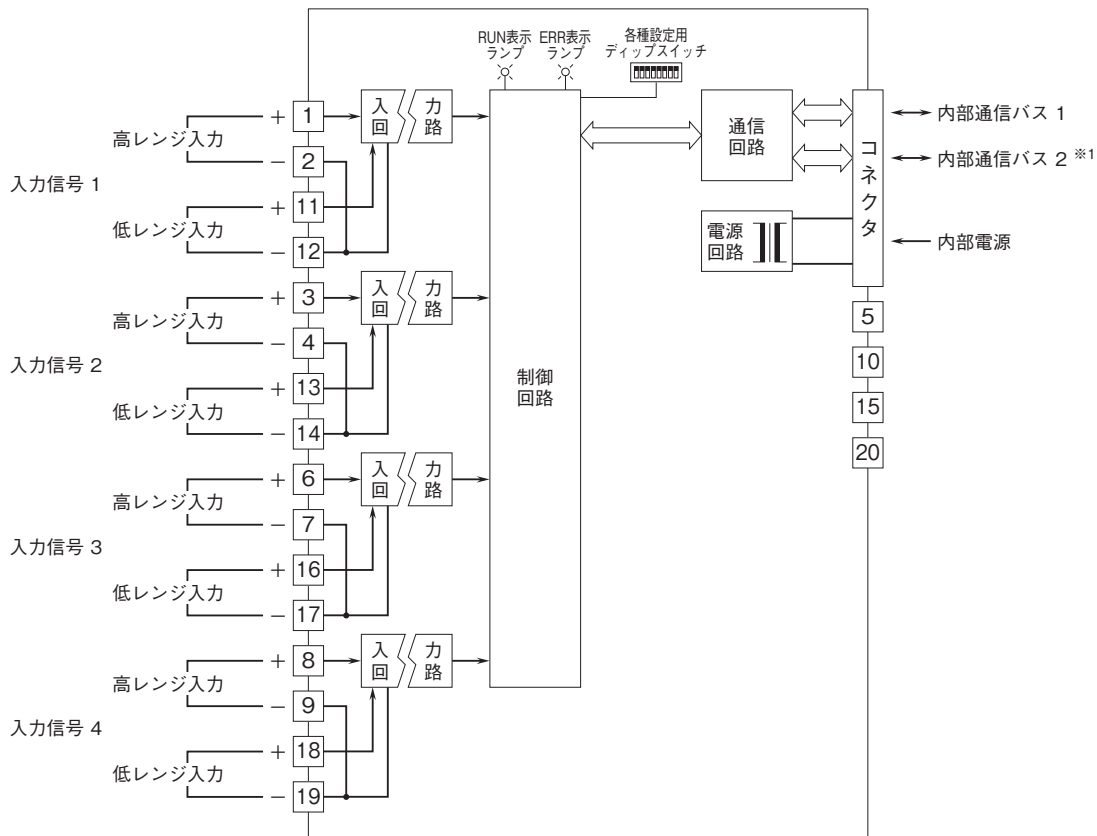 RUN表示
ランプ
ERR表示
ランプ
各種設定用
ディップスイッチ
入力信号 1
高レンジ入力
+ 1
− 2
低レンジ入力
+ 11
− 12
入力
回路
入力信号 2
高レンジ入力
+ 3
− 4
低レンジ入力
+ 13
− 14
入力
回路
入力信号 3
高レンジ入力
+ 6
− 7
低レンジ入力
+ 16
− 17
入力
回路
入力信号 4
高レンジ入力
+ 8
− 9
低レンジ入力
+ 18
− 19
入力
回路
制御
回路
通信
回路
電源
回路
コネクタ
内部通信バス 1
内部通信バス 2 ※1
内部電源
5
10
15
20